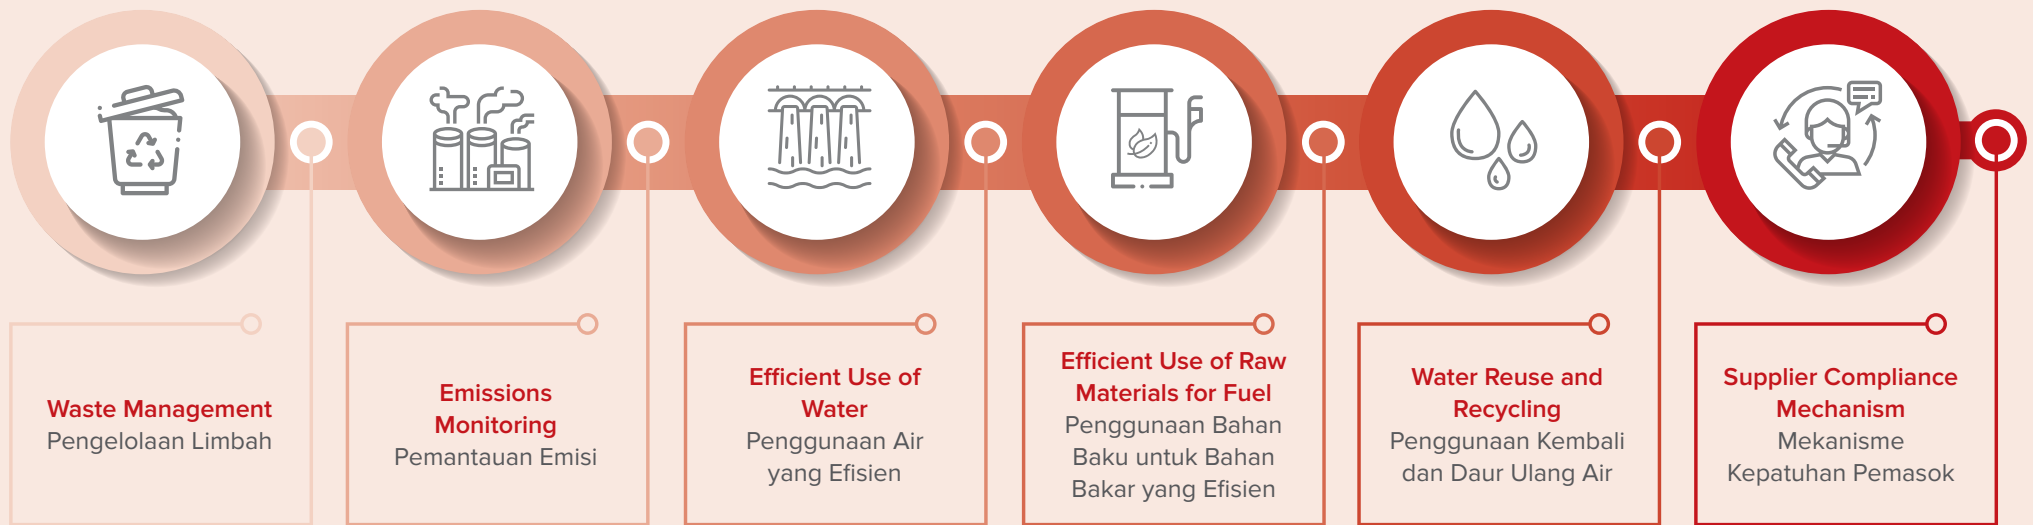 Waste Management
Pengelolaan Limbah
Emissions
Monitoring
Pemantauan Emisi
Efficient Use of
Water
Penggunaan Air
yang Efisien
Efficient Use of Raw
Materials for Fuel
Penggunaan Bahan
Baku untuk Bahan
Bakar yang Efisien
Water Reuse and
Recycling
Penggunaan Kembali
dan Daur Ulang Air
Supplier Compliance
Mechanism
Mekanisme
Kepatuhan Pemasok